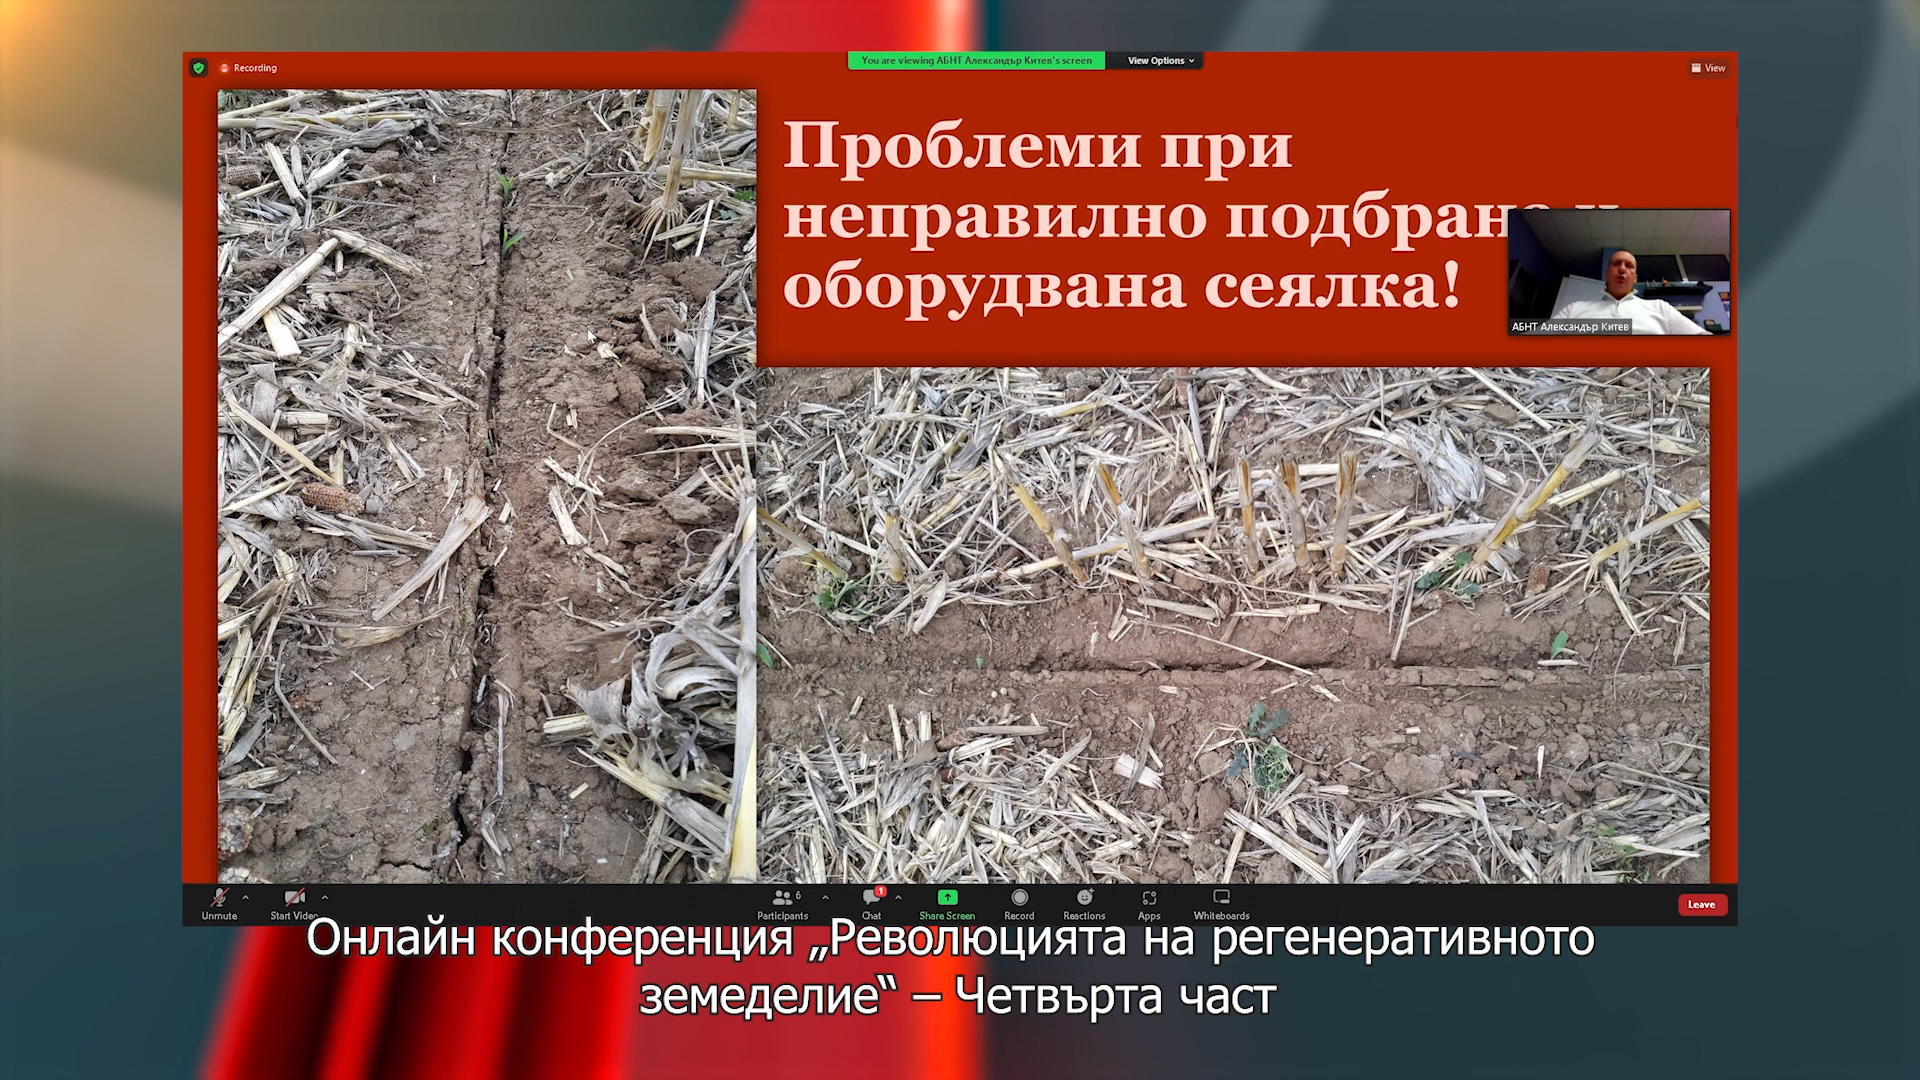 Recording
You are viewing АБНТ Александър Китев's screen
View Options
View
Проблеми при
неправилно подбрана и
оборудвана сеялка!
АБНТ Александър Китев
Unmute
Start Video
6
Participants
1
Chat
Share Screen
Record
Reactions
Apps
Whiteboards
Leave
Онлайн конференция „Революцията на регенеративното
земеделие“ – Четвърта част